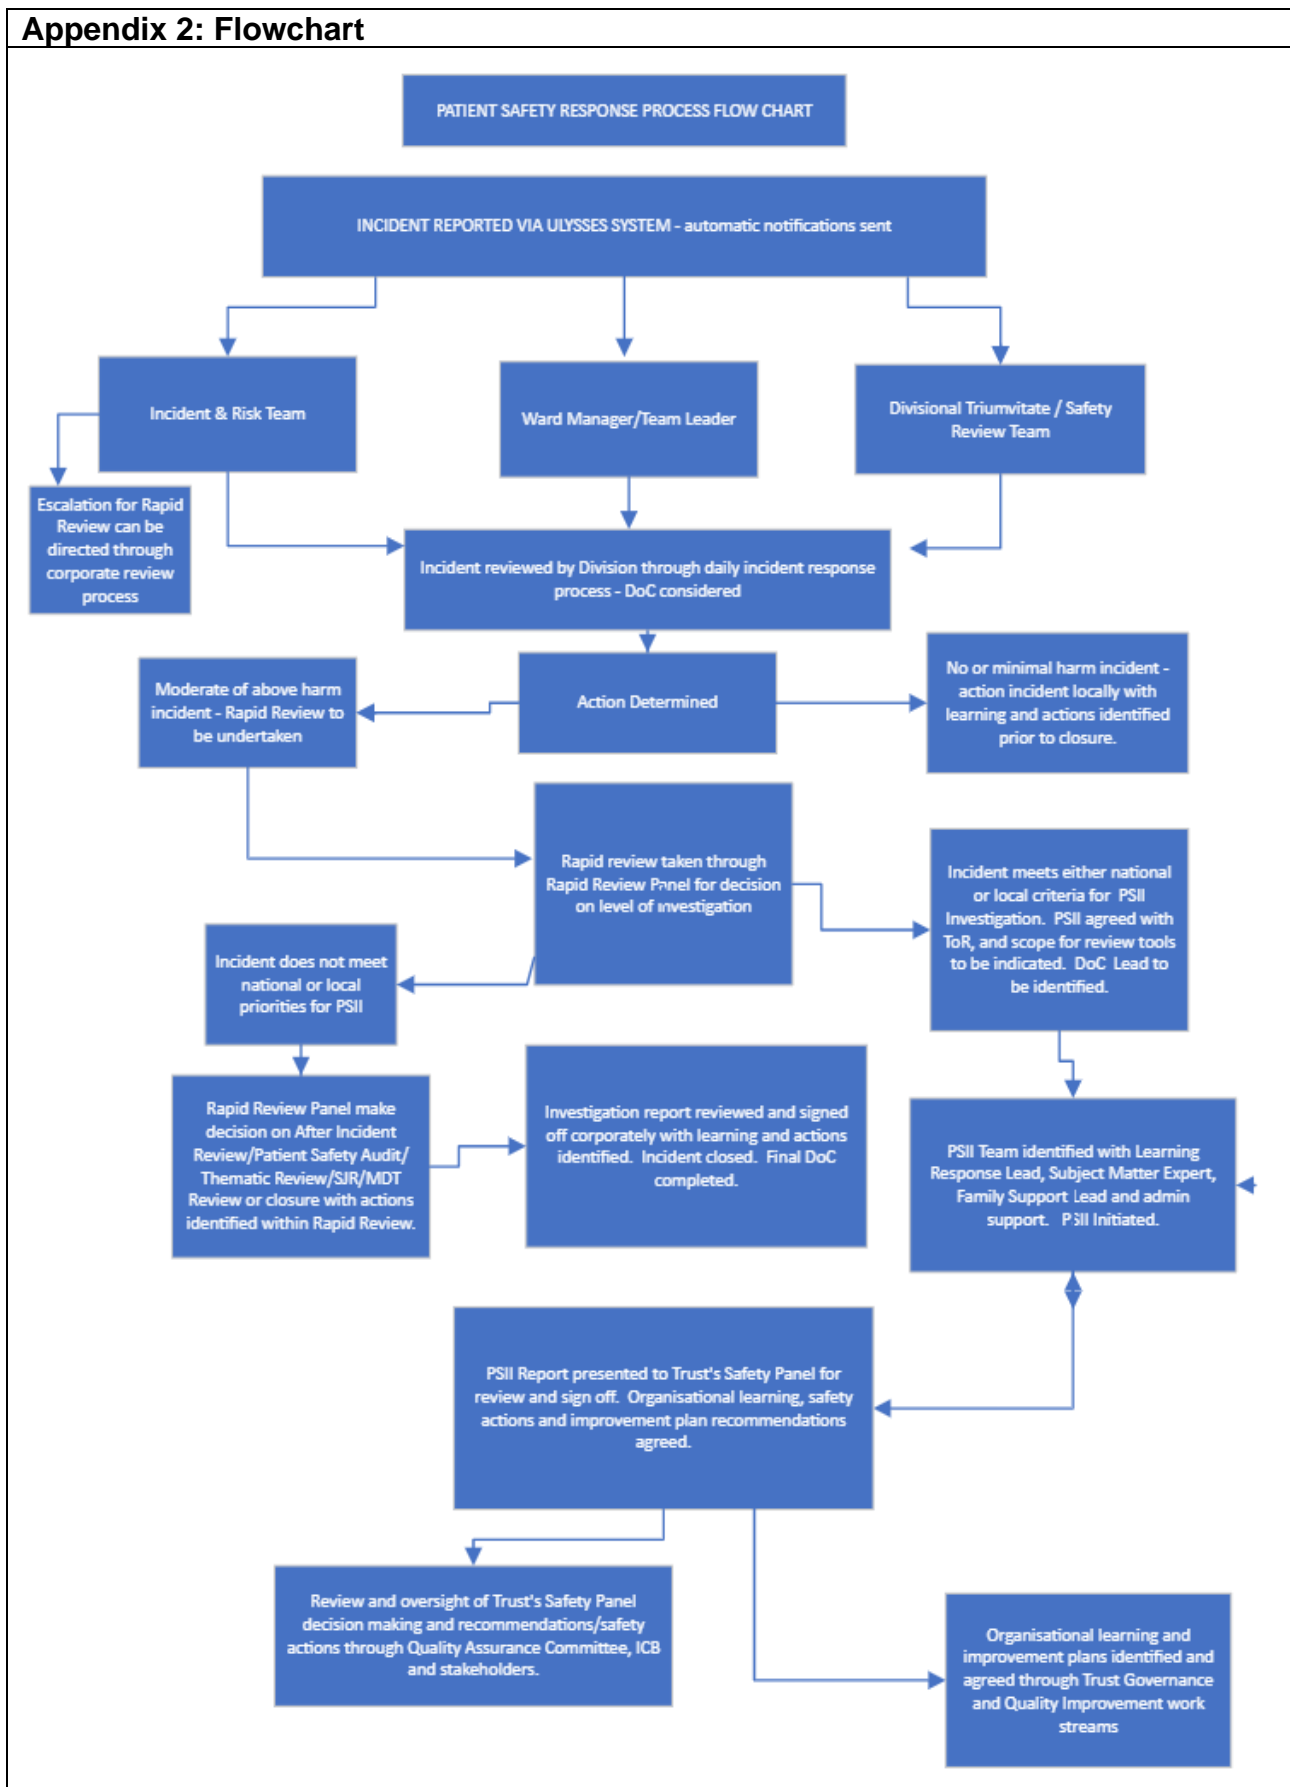 Appendix 2: Flowchart
PATIENT SAFETY RESPONSE PROCESS FLOW CHART
INCIDENT REPORTED VIA ULYSSES SYSTEM - automatic notifications sent
Incident & Risk Team
Ward Manager/Team Leader
Divisional Triumvitate / Safety
Review Team
Escalation for Rapid
Review can be
directed through
corporate review
process
Incident reviewed by Division through daily incident response
process - DoC considered
Moderate of above harm
incident - Rapid Review to
be undertaken
Action Determined
No or minimal harm incident -
action incident locally with
learning and actions identified
prior to closure.
Rapid review taken through
Rapid Review Panel for decision
on level of investigation
Incident meets either national
or local criteria for PSII
Investigation. PSII agreed with
ToR, and scope for review tools
to be indicated. DoC Lead to
be identified.
Incident does not meet
national or local
priorities for PSII
Rapid Review Panel make
decision on After Incident
Review/Patient Safety Audit/
Thematic Review/SJR/MDT
Review or closure with actions
identified within Rapid Review.
Investigation report reviewed and signed
off corporately with learning and actions
identified. Incident closed. Final DoC
completed.
PSII Team identified with Learning
Response Lead, Subject Matter Expert,
Family Support Lead and admin
support. PSII Initiated.
PSII Report presented to Trust's Safety Panel for
review and sign off. Organisational learning, safety
actions and improvement plan recommendations
agreed.
Review and oversight of Trust's Safety Panel
decision making and recommendations/safety
actions through Quality Assurance Committee, ICB
and stakeholders.
Organisational learning and
improvement plans identified and
agreed through Trust Governance
and Quality Improvement work
streams